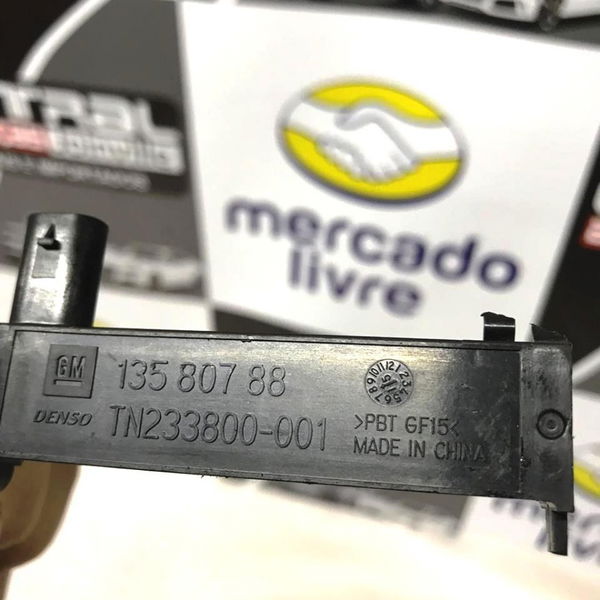 mercado
livre
GM
135 807 88
DENSO
TN233800-001
>PBT GF15<
MADE IN CHINA